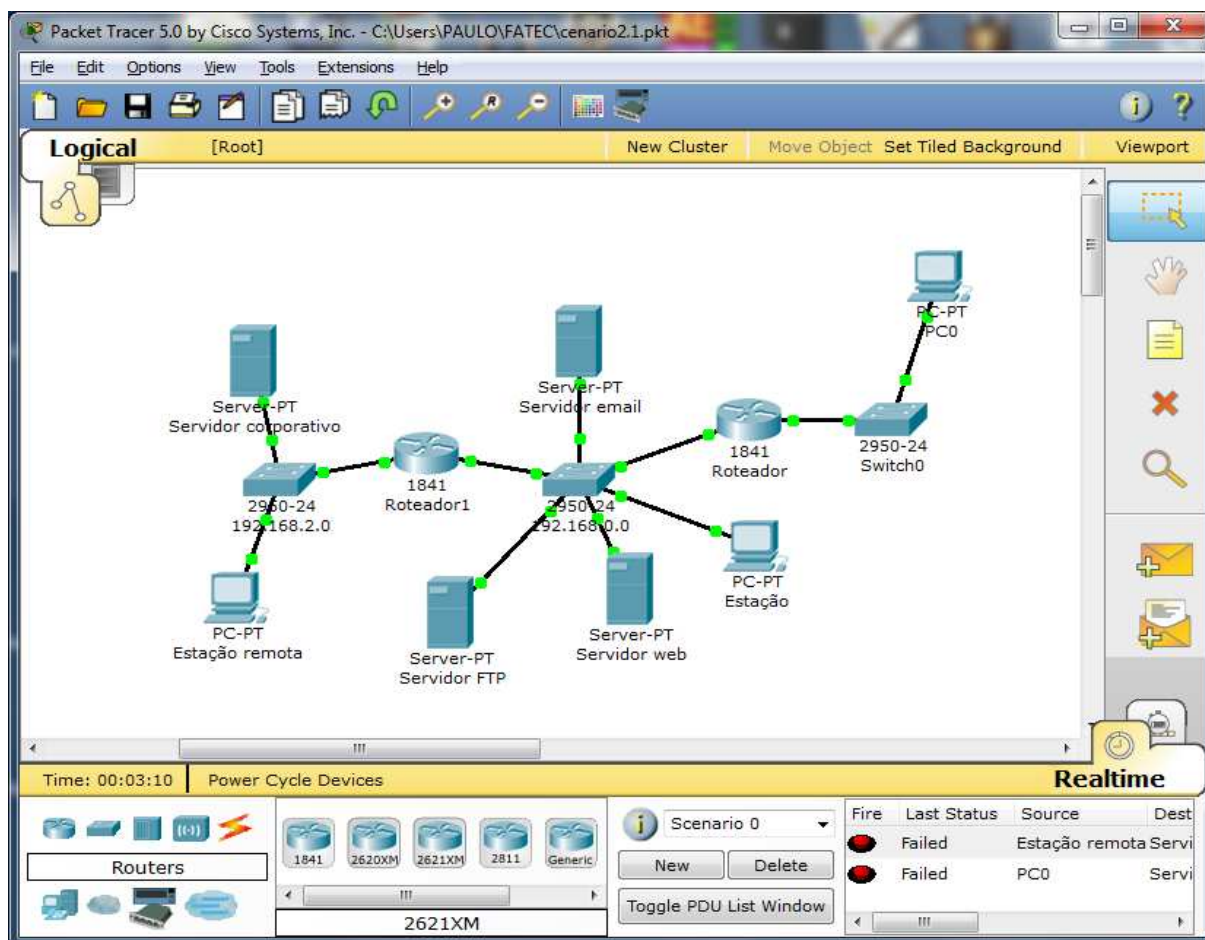 Packet Tracer 5.0 by Cisco Systems, Inc. - C:\Users\PAULO\FATEC\cenario2.1.pkt
File Edit Options View Tools Extensions Help
Logical [Root] New Cluster Move Object Set Tiled Background Viewport
PC-PT
PC0
Server-PT
Servidor corporativo
Server-PT
Servidor email
1841
Roteador
2950-24
Switch0
1841
Roteador1
2950-24
192.168.2.0
2950-24
192.168.0.0
PC-PT
Estação
PC-PT
Estação remota
Server-PT
Servidor FTP
Server-PT
Servidor web
Time: 00:03:10 Power Cycle Devices Realtime
Routers
1841 2620XM 2621XM 2811 Generic
2621XM
Scenario 0
New Delete
Toggle PDU List Window
Fire Last Status Source Dest
Failed Estação remota Servi
Failed PC0 Servi